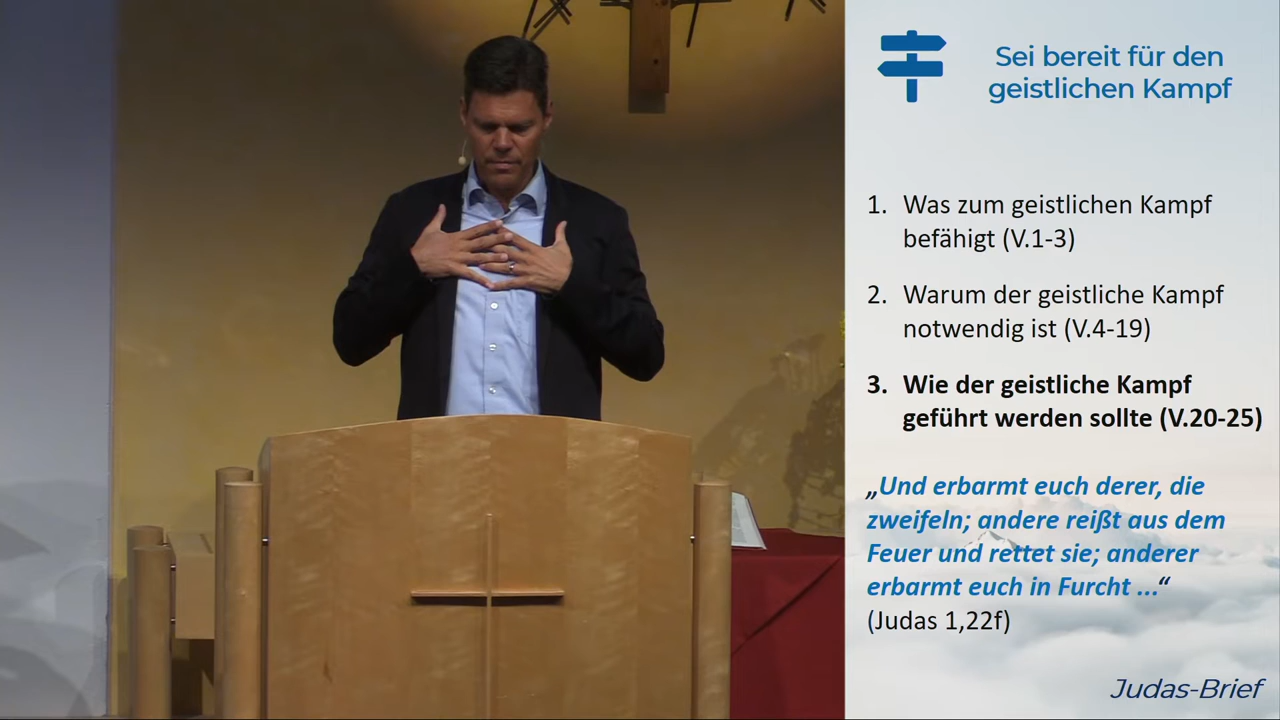 Sei bereit für den
geistlichen Kampf
1. Was zum geistlichen Kampf
befähigt (V.1-3)
2. Warum der geistliche Kampf
notwendig ist (V.4-19)
3. Wie der geistliche Kampf
geführt werden sollte (V.20-25)
„Und erbarmt euch derer, die
zweifeln; andere reißt aus dem
Feuer und rettet sie; anderer
erbarmt euch in Furcht ...“
(Judas 1,22f)
Judas-Brief